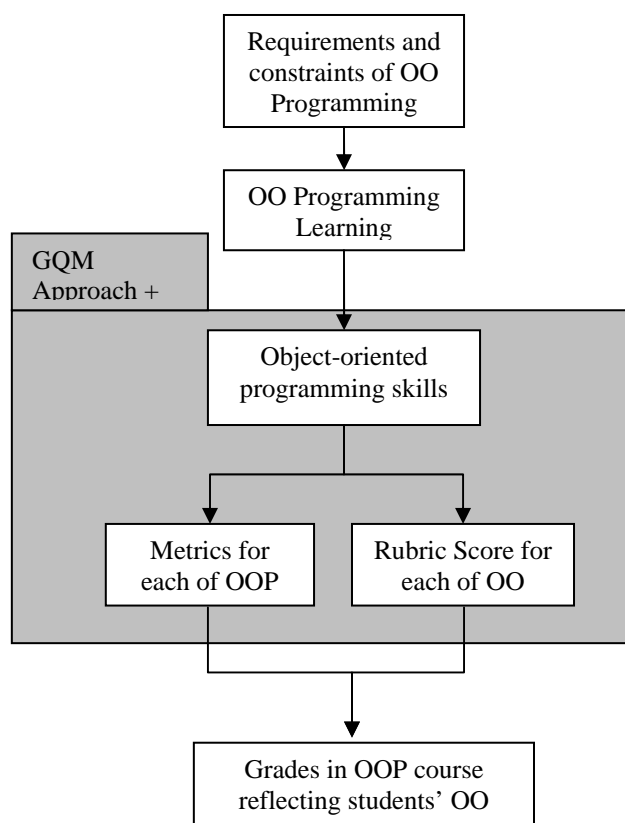 Requirements and
constraints of OO
Programming
OO Programming
Learning
GQM
Approach +
Object-oriented
programming skills
Metrics for
each of OOP
Rubric Score for
each of OO
Grades in OOP course
reflecting students’ OO